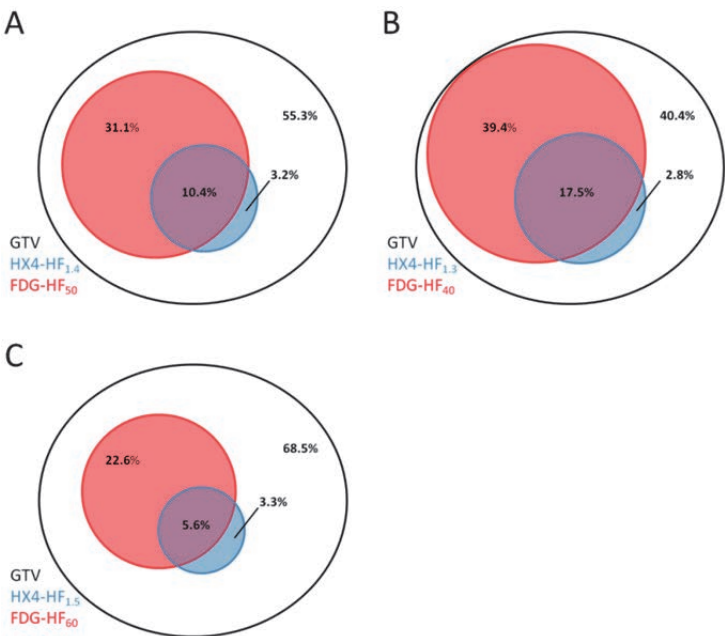 A
31.1%
55.3%
3.2%
10.4%
GTV
HX4-HF1.4
FDG-HF50
B
39.4%
40.4%
2.8%
17.5%
GTV
HX4-HF1.3
FDG-HF40
C
22.6%
68.5%
3.3%
5.6%
GTV
HX4-HF1.5
FDG-HF60